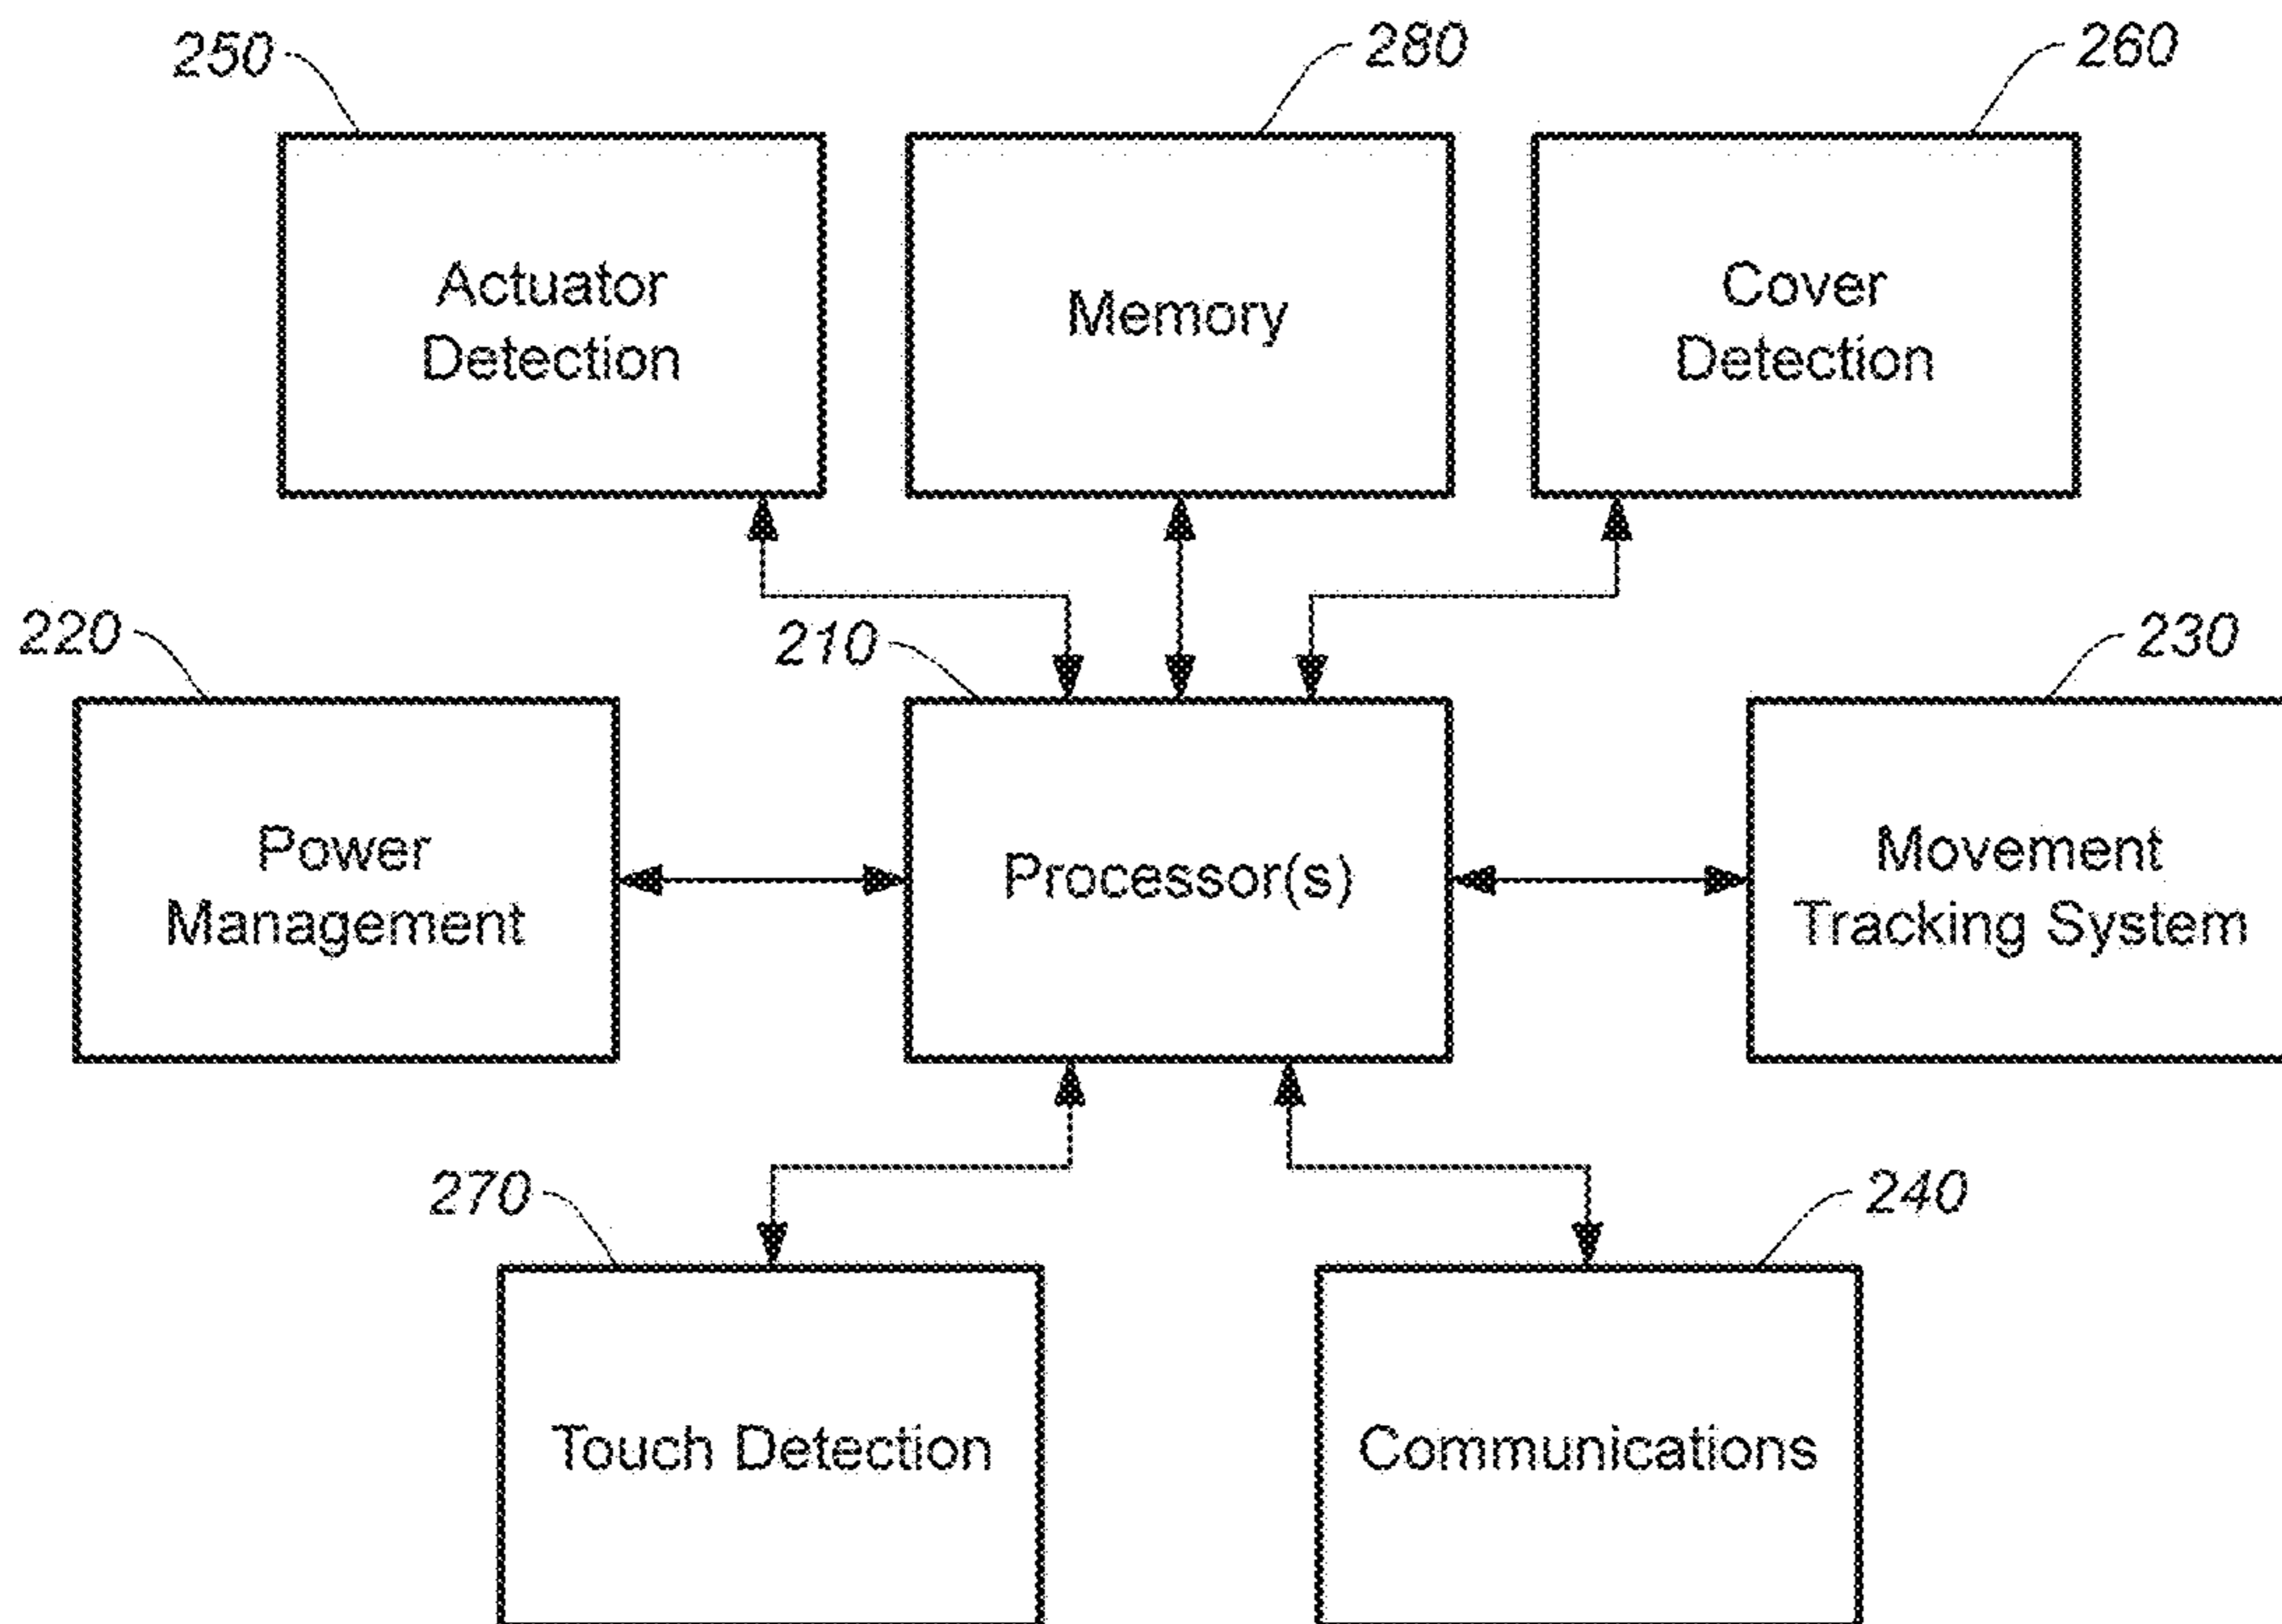 250
280
260
Actuator
Detection
Memory
Cover
Detection
220
210
230
Power
Management
Processor(s)
Movement
Tracking System
270
240
Touch Detection
Communications